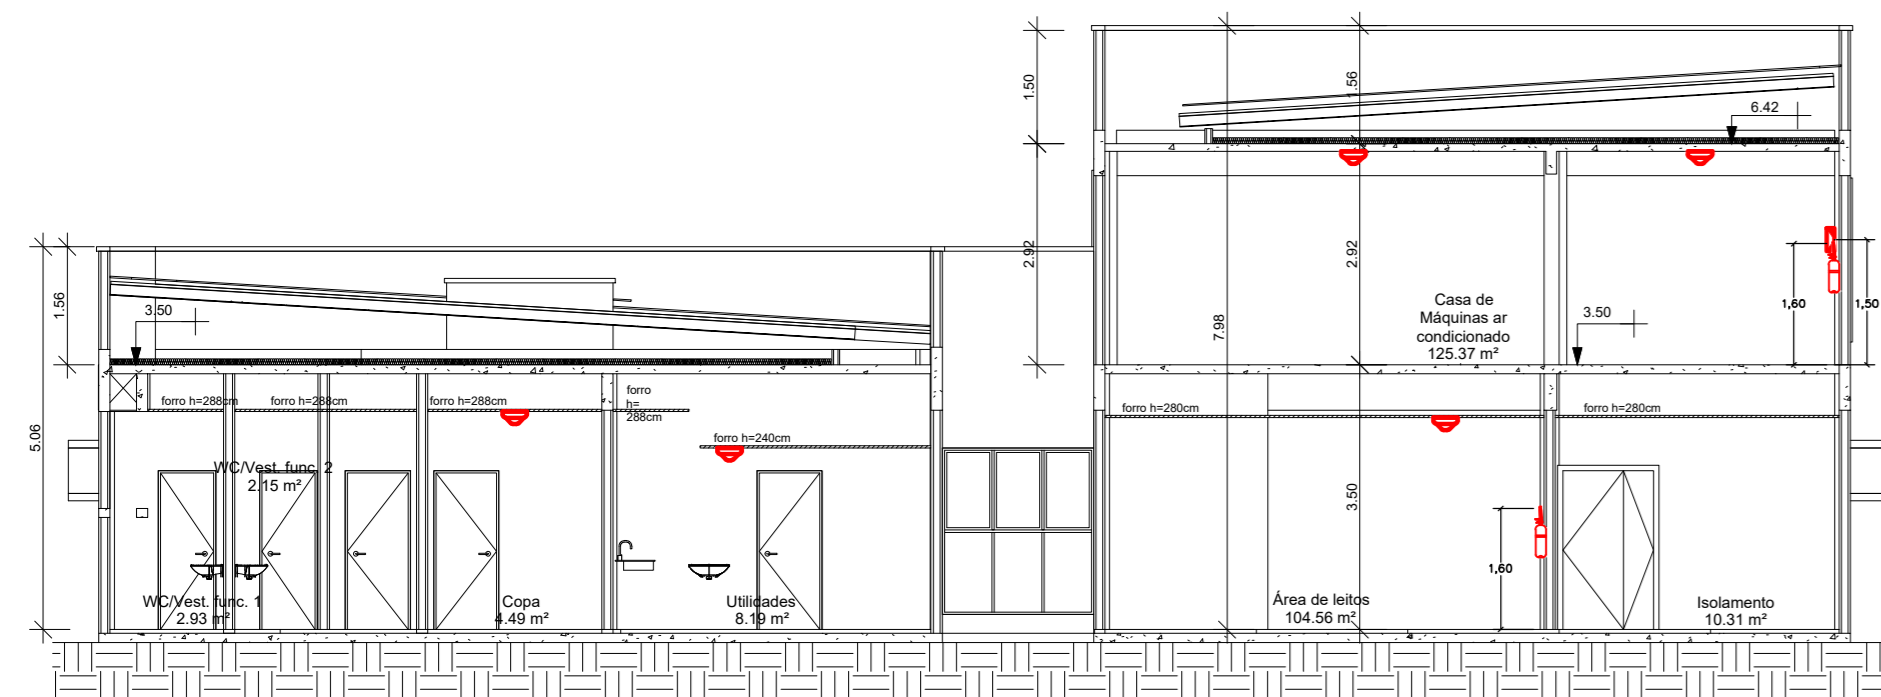 1.50
1.56
6.42
2.92
2.92
7.98
1,60
1,50
Casa de
Máquinas ar
condicionado
125.37 m²
3.50
5.06
1.56
3.50
forro h=288cm
forro h=288cm
forro h=288cm
forro
h=
288cm
forro h=240cm
forro h=280cm
forro h=280cm
WC/Vest. func. 2
2.15 m²
3.50
1,60
WC/Vest. func. 1
2.93 m²
Copa
4.49 m²
Utilidades
8.19 m²
Área de leitos
104.56 m²
Isolamento
10.31 m²